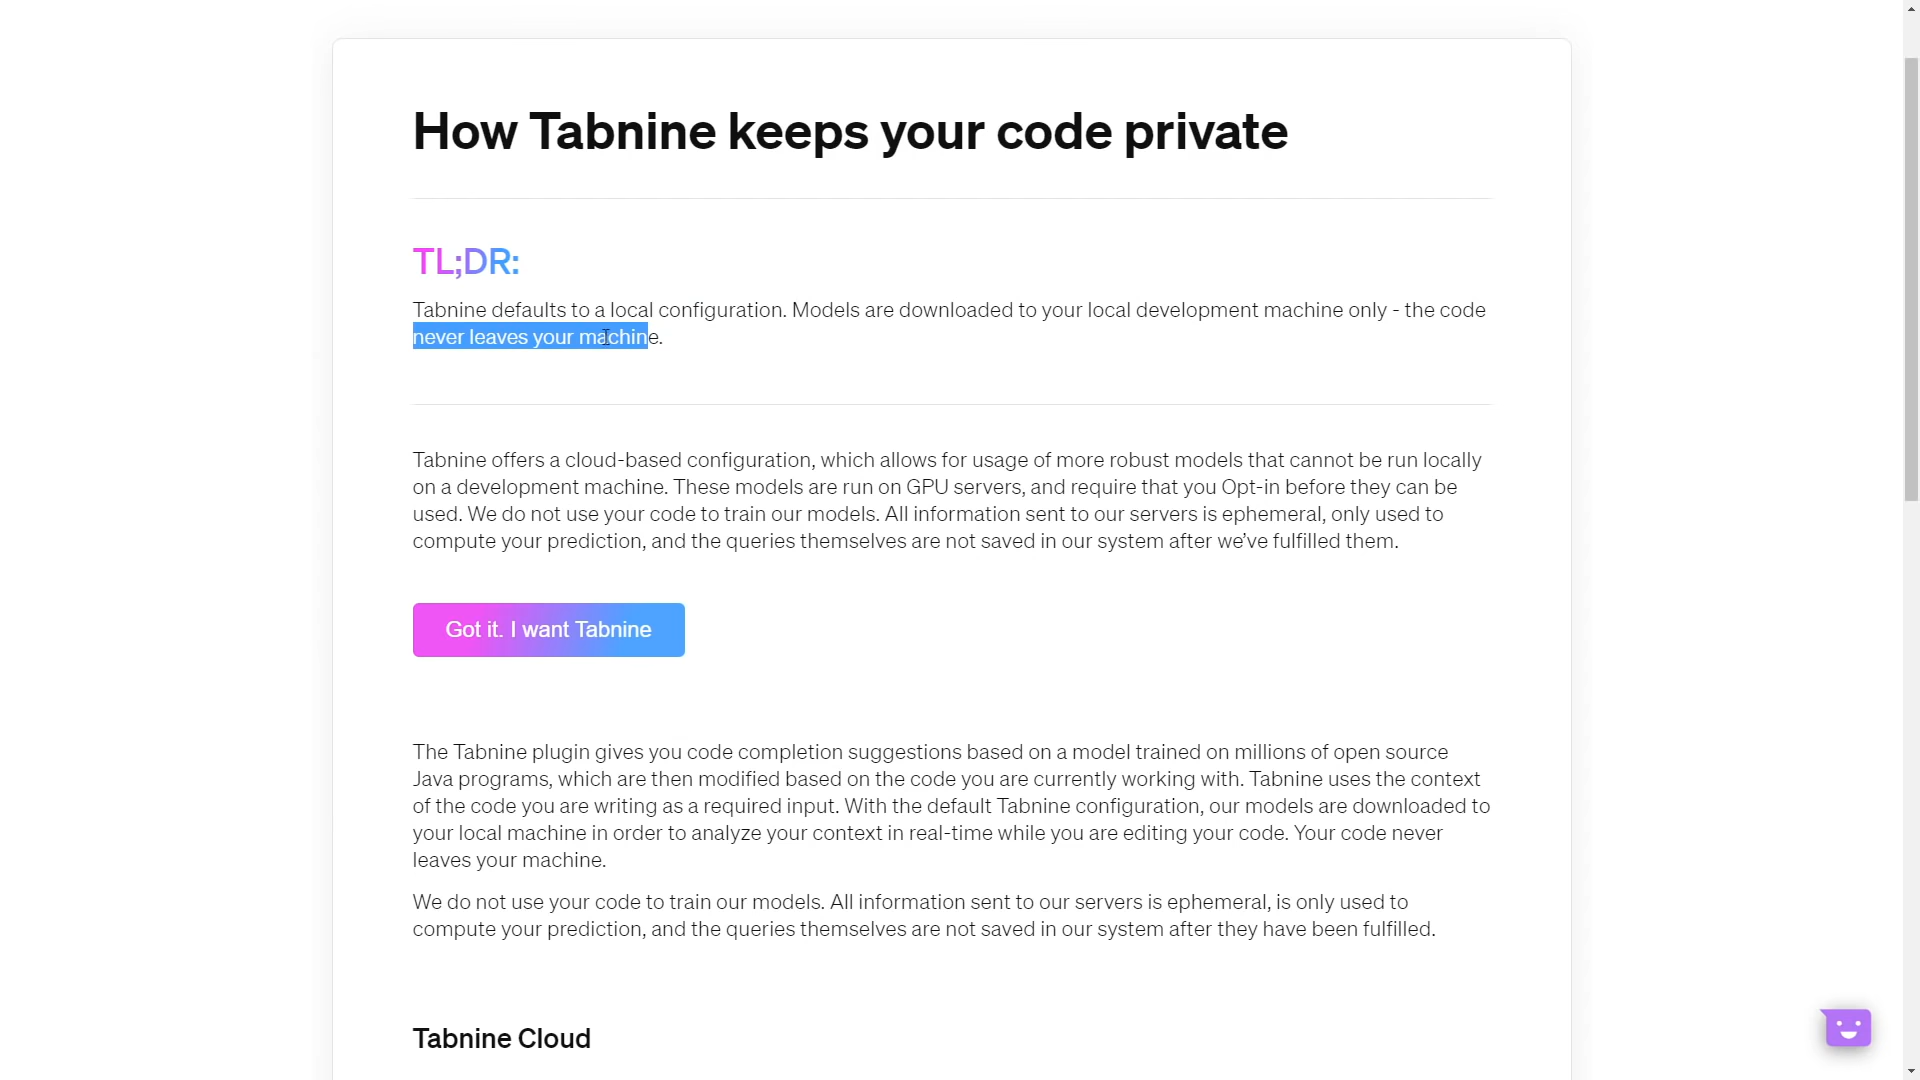 How Tabnine keeps your code private
TL;DR:
Tabnine defaults to a local configuration. Models are downloaded to your local development machine only - the code
never leaves your machine.
Tabnine offers a cloud-based configuration, which allows for usage of more robust models that cannot be run locally
on a development machine. These models are run on GPU servers, and require that you Opt-in before they can be
used. We do not use your code to train our models. All information sent to our servers is ephemeral, only used to
compute your prediction, and the queries themselves are not saved in our system after we’ve fulfilled them.
Got it. I want Tabnine
The Tabnine plugin gives you code completion suggestions based on a model trained on millions of open source
Java programs, which are then modified based on the code you are currently working with. Tabnine uses the context
of the code you are writing as a required input. With the default Tabnine configuration, our models are downloaded to
your local machine in order to analyze your context in real-time while you are editing your code. Your code never
leaves your machine.
We do not use your code to train our models. All information sent to our servers is ephemeral, is only used to
compute your prediction, and the queries themselves are not saved in our system after they have been fulfilled.
Tabnine Cloud